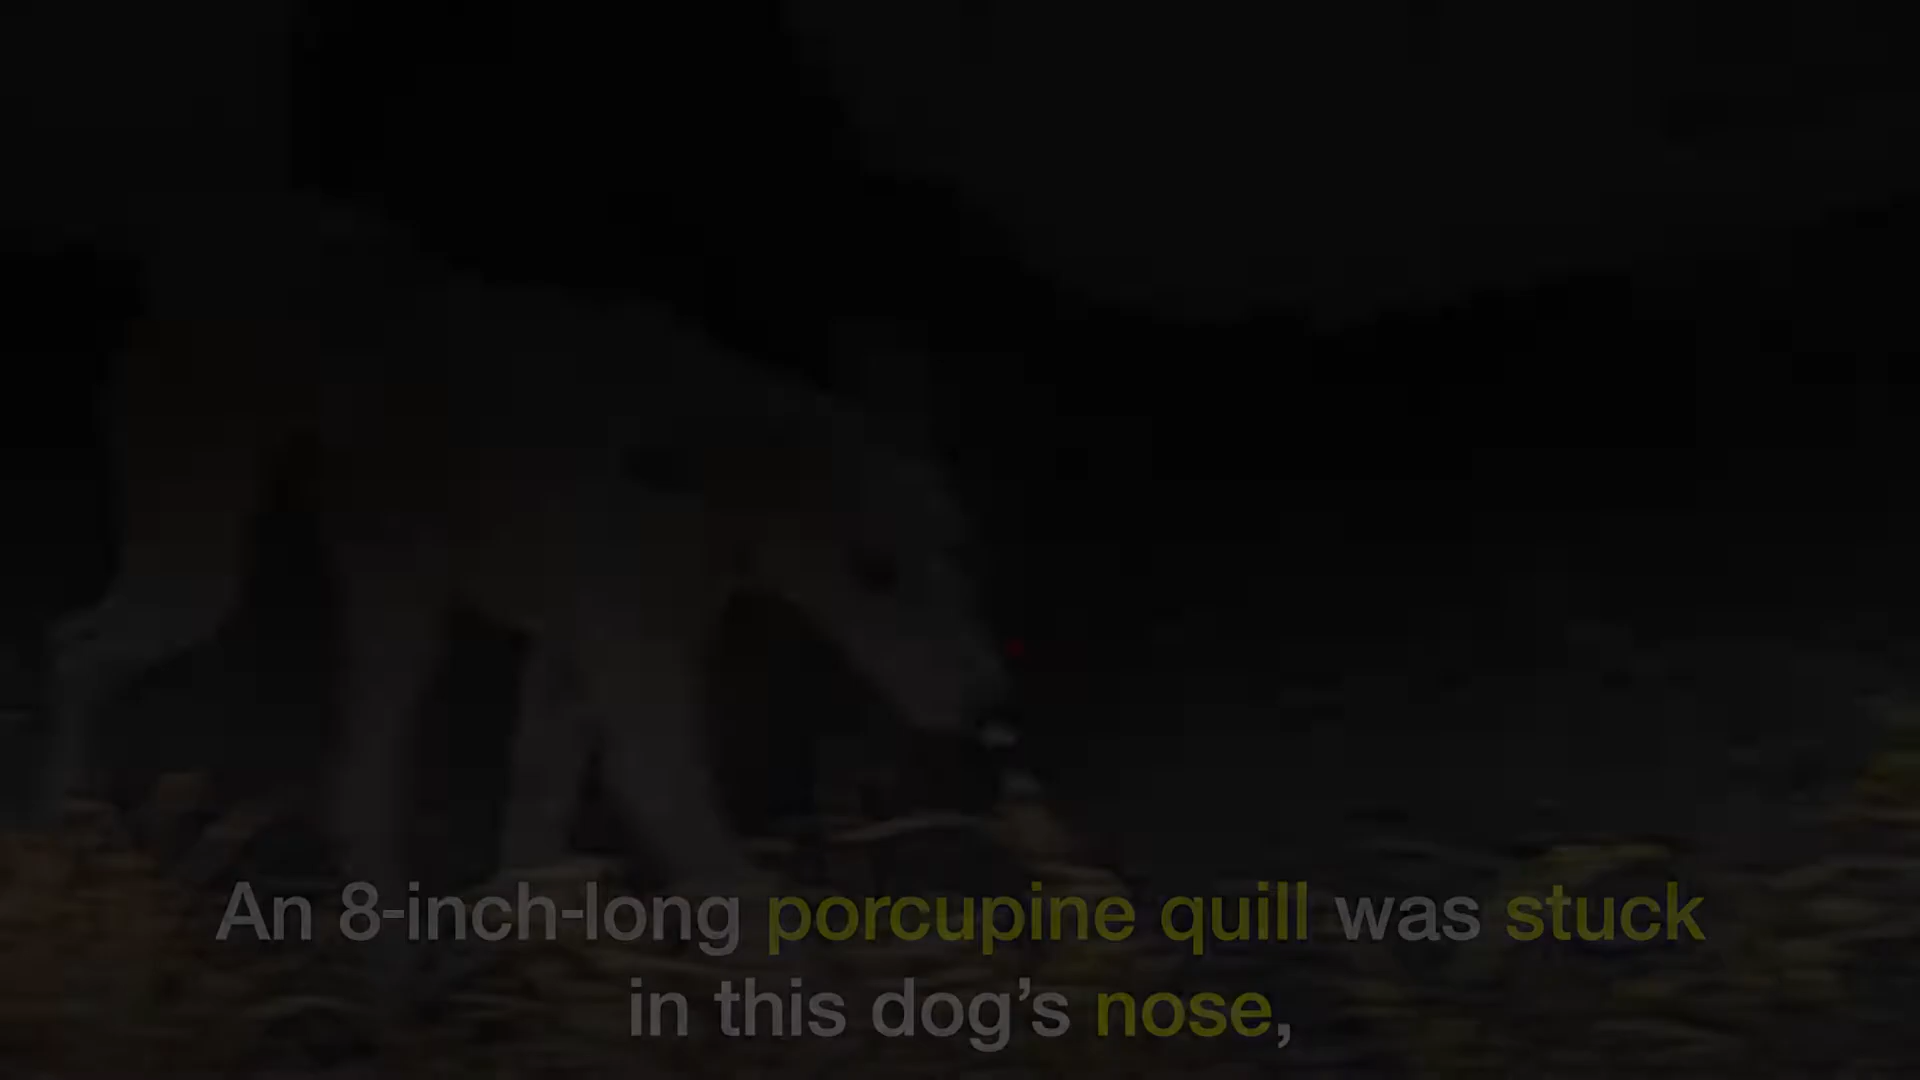 An 8-inch-long porcupine quill was stuck
in this dog’s nose,